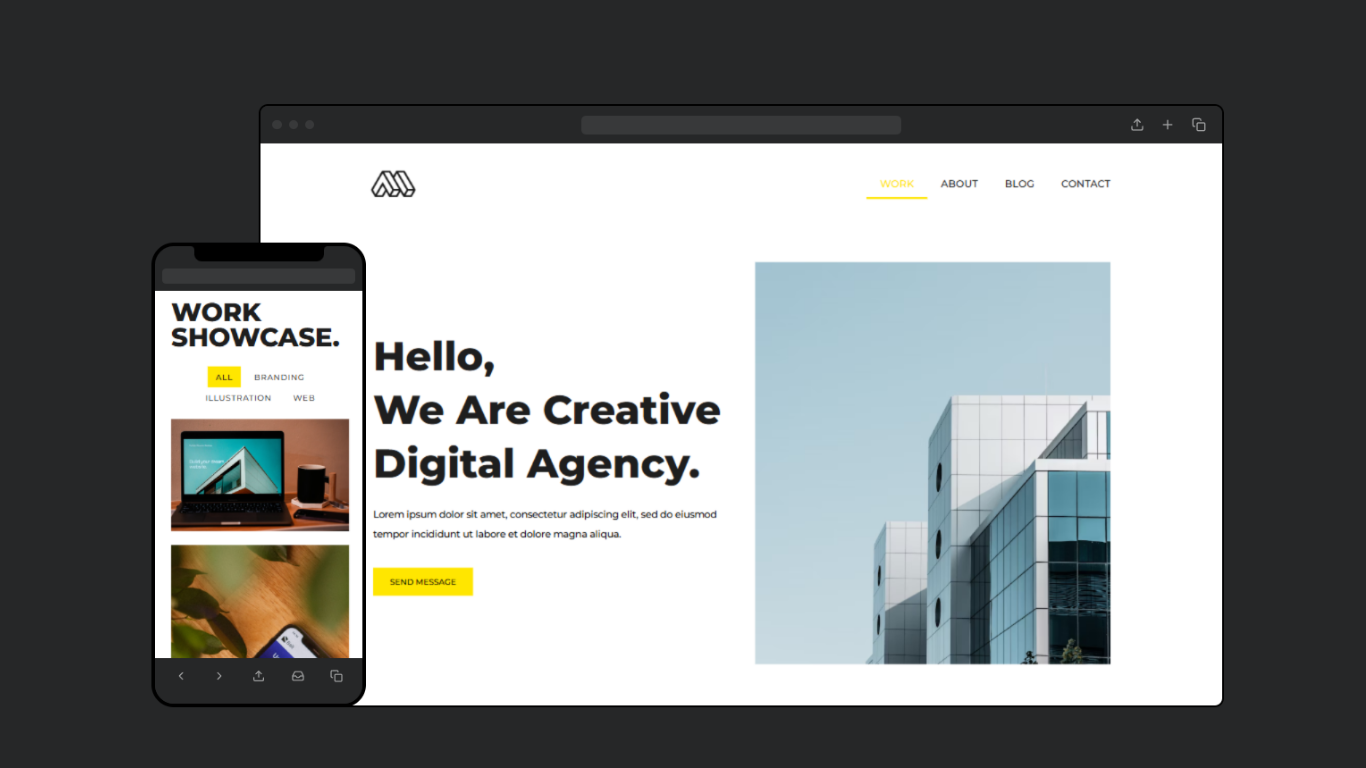 WORK
ABOUT
BLOG
CONTACT
Hello,
We Are Creative
Digital Agency.
Lorem ipsum dolor sit amet, consectetur adipiscing elit, sed do eiusmod
tempor incididunt ut labore et dolore magna aliqua.
SEND MESSAGE
WORK
SHOWCASE.
ALL
BRANDING
ILLUSTRATION
WEB